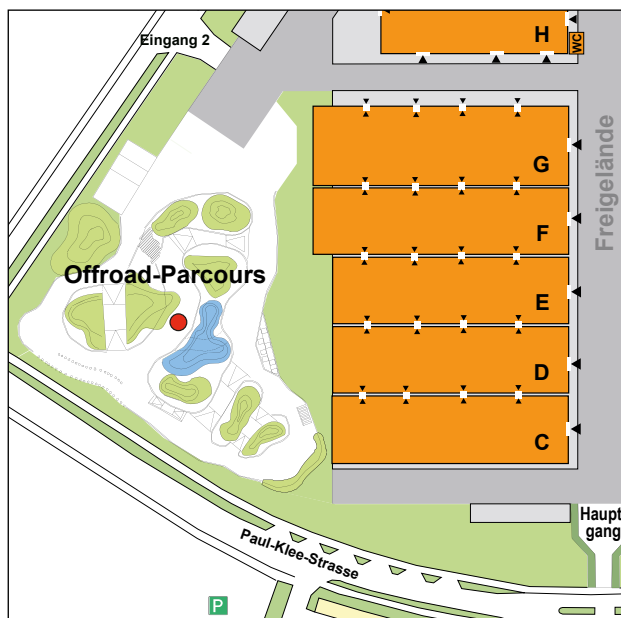 Eingang 2
H
WC
G
Freigelände
F
Offroad-Parcours
E
D
C
Haupt
gang
Paul-Klee-Strasse
P